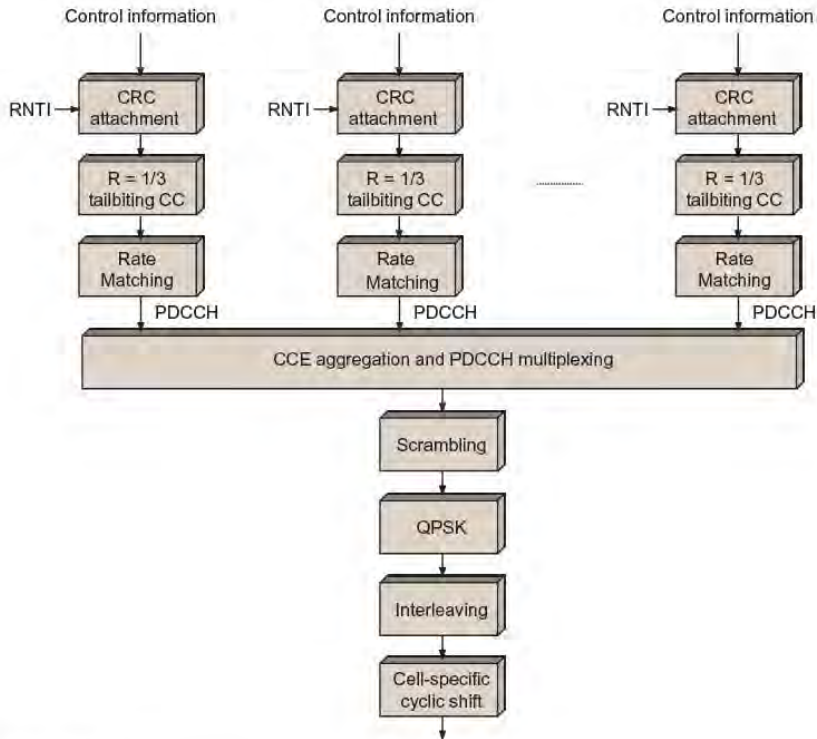 Control information Control information Control information
RNTI CRC attachment RNTI CRC attachment RNTI CRC attachment
R = 1/3 tailbiting CC R = 1/3 tailbiting CC R = 1/3 tailbiting CC
Rate Matching Rate Matching Rate Matching
PDCCH PDCCH PDCCH
CCE aggregation and PDCCH multiplexing
Scrambling
QPSK
Interleaving
Cell-specific
cyclic shift